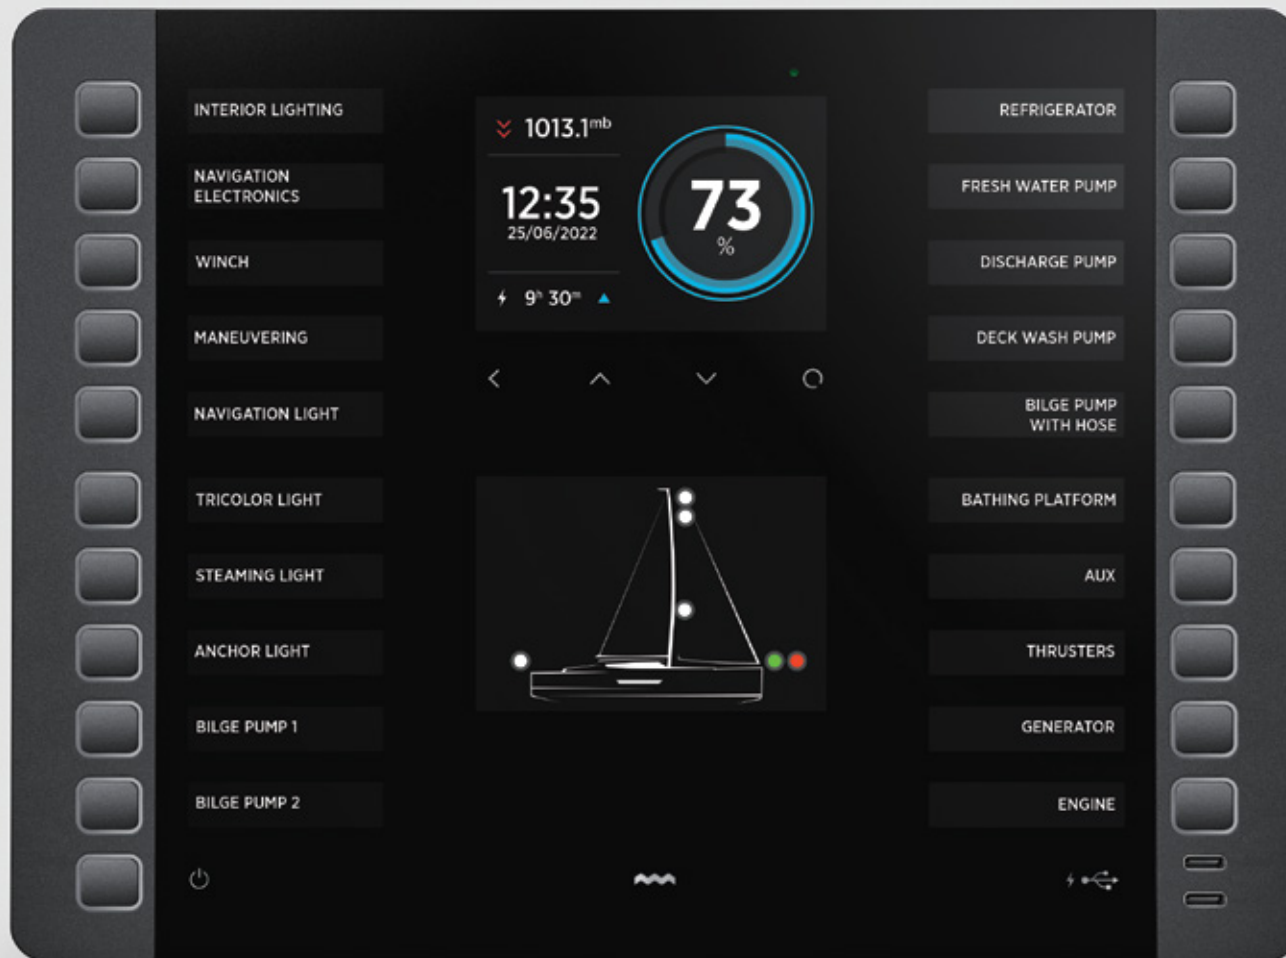 INTERIOR LIGHTING
NAVIGATION
ELECTRONICS
WINCH
MANEUVERING
NAVIGATION LIGHT
TRICOLOR LIGHT
STEAMING LIGHT
ANCHOR LIGHT
BILGE PUMP 1
BILGE PUMP 2
1013.1mb
12:35
25/06/2022
9h 30m
73
%
REFRIGERATOR
FRESH WATER PUMP
DISCHARGE PUMP
DECK WASH PUMP
BILGE PUMP
WITH HOSE
BATHING PLATFORM
AUX
THRUSTERS
GENERATOR
ENGINE